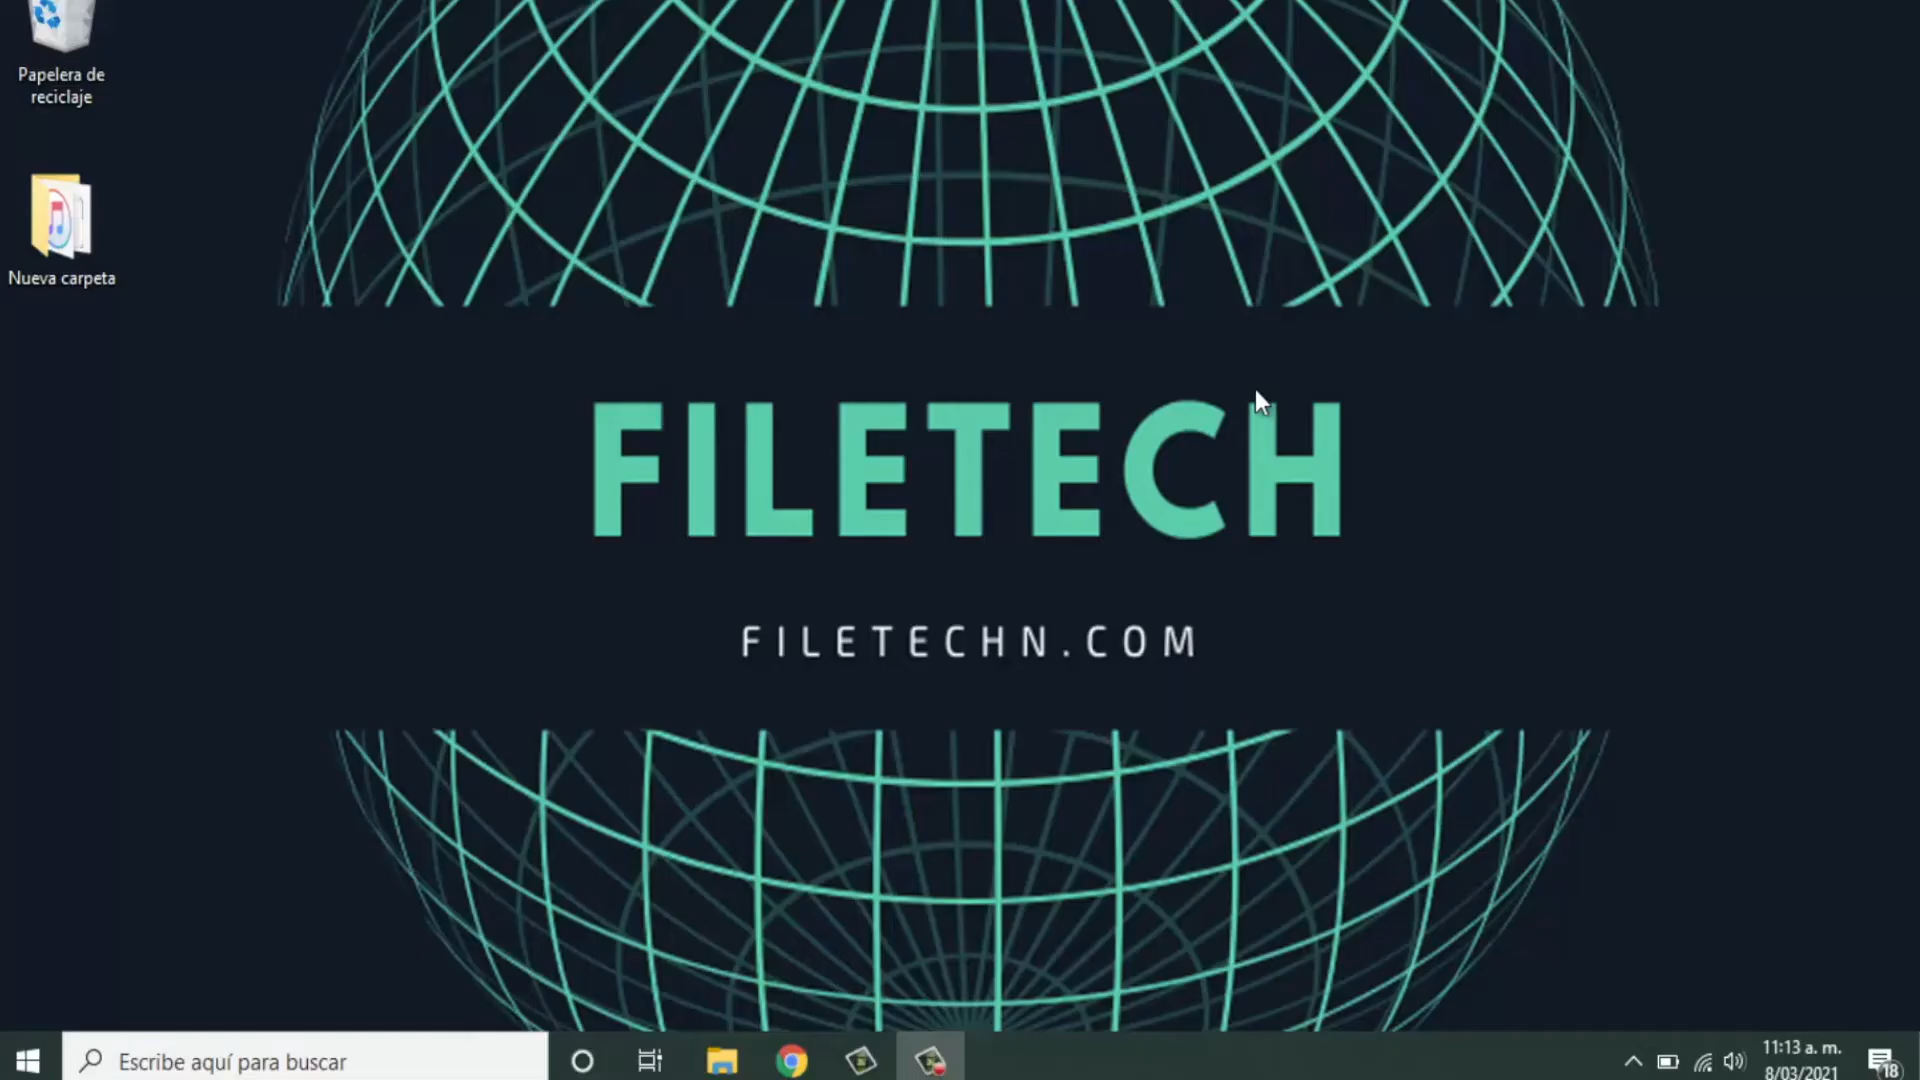 Papelera de
reciclaje
Nueva carpeta
FILETECH
FILETECHN.COM
Escribe aquí para buscar
11:13 a. m.
8/03/2021
18